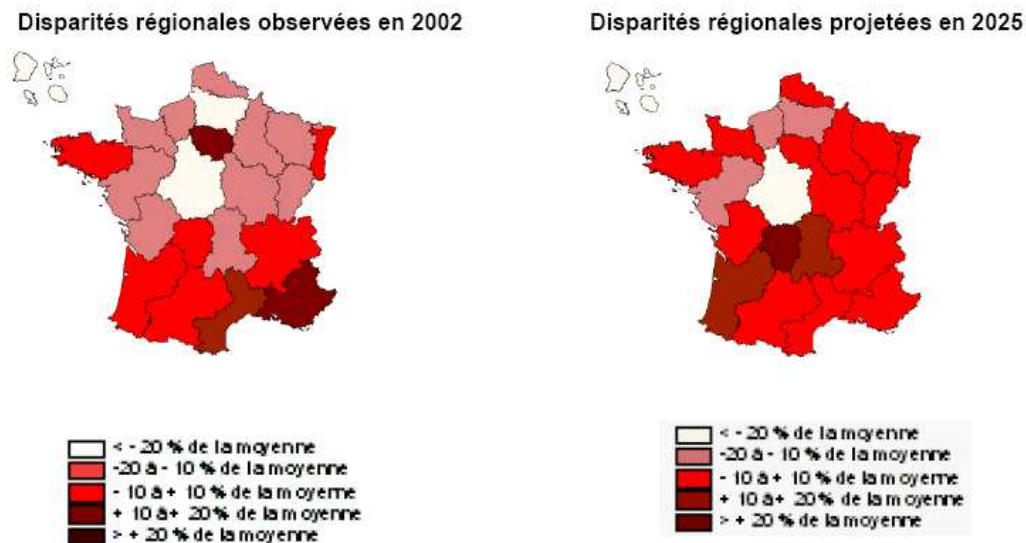 Disparités régionales observées en 2002
Disparités régionales projetées en 2025
< - 20 % de la moyenne
-20 à - 10 % de la moyenne
- 10 à + 10 % de la moyenne
+ 10 à + 20% de la moyenne
> + 20 % de la moyenne
< - 20 % de la moyenne
-20 à - 10 % de la moyenne
- 10 à + 10 % de la moyenne
+ 10 à + 20% de la moyenne
> + 20 % de la moyenne